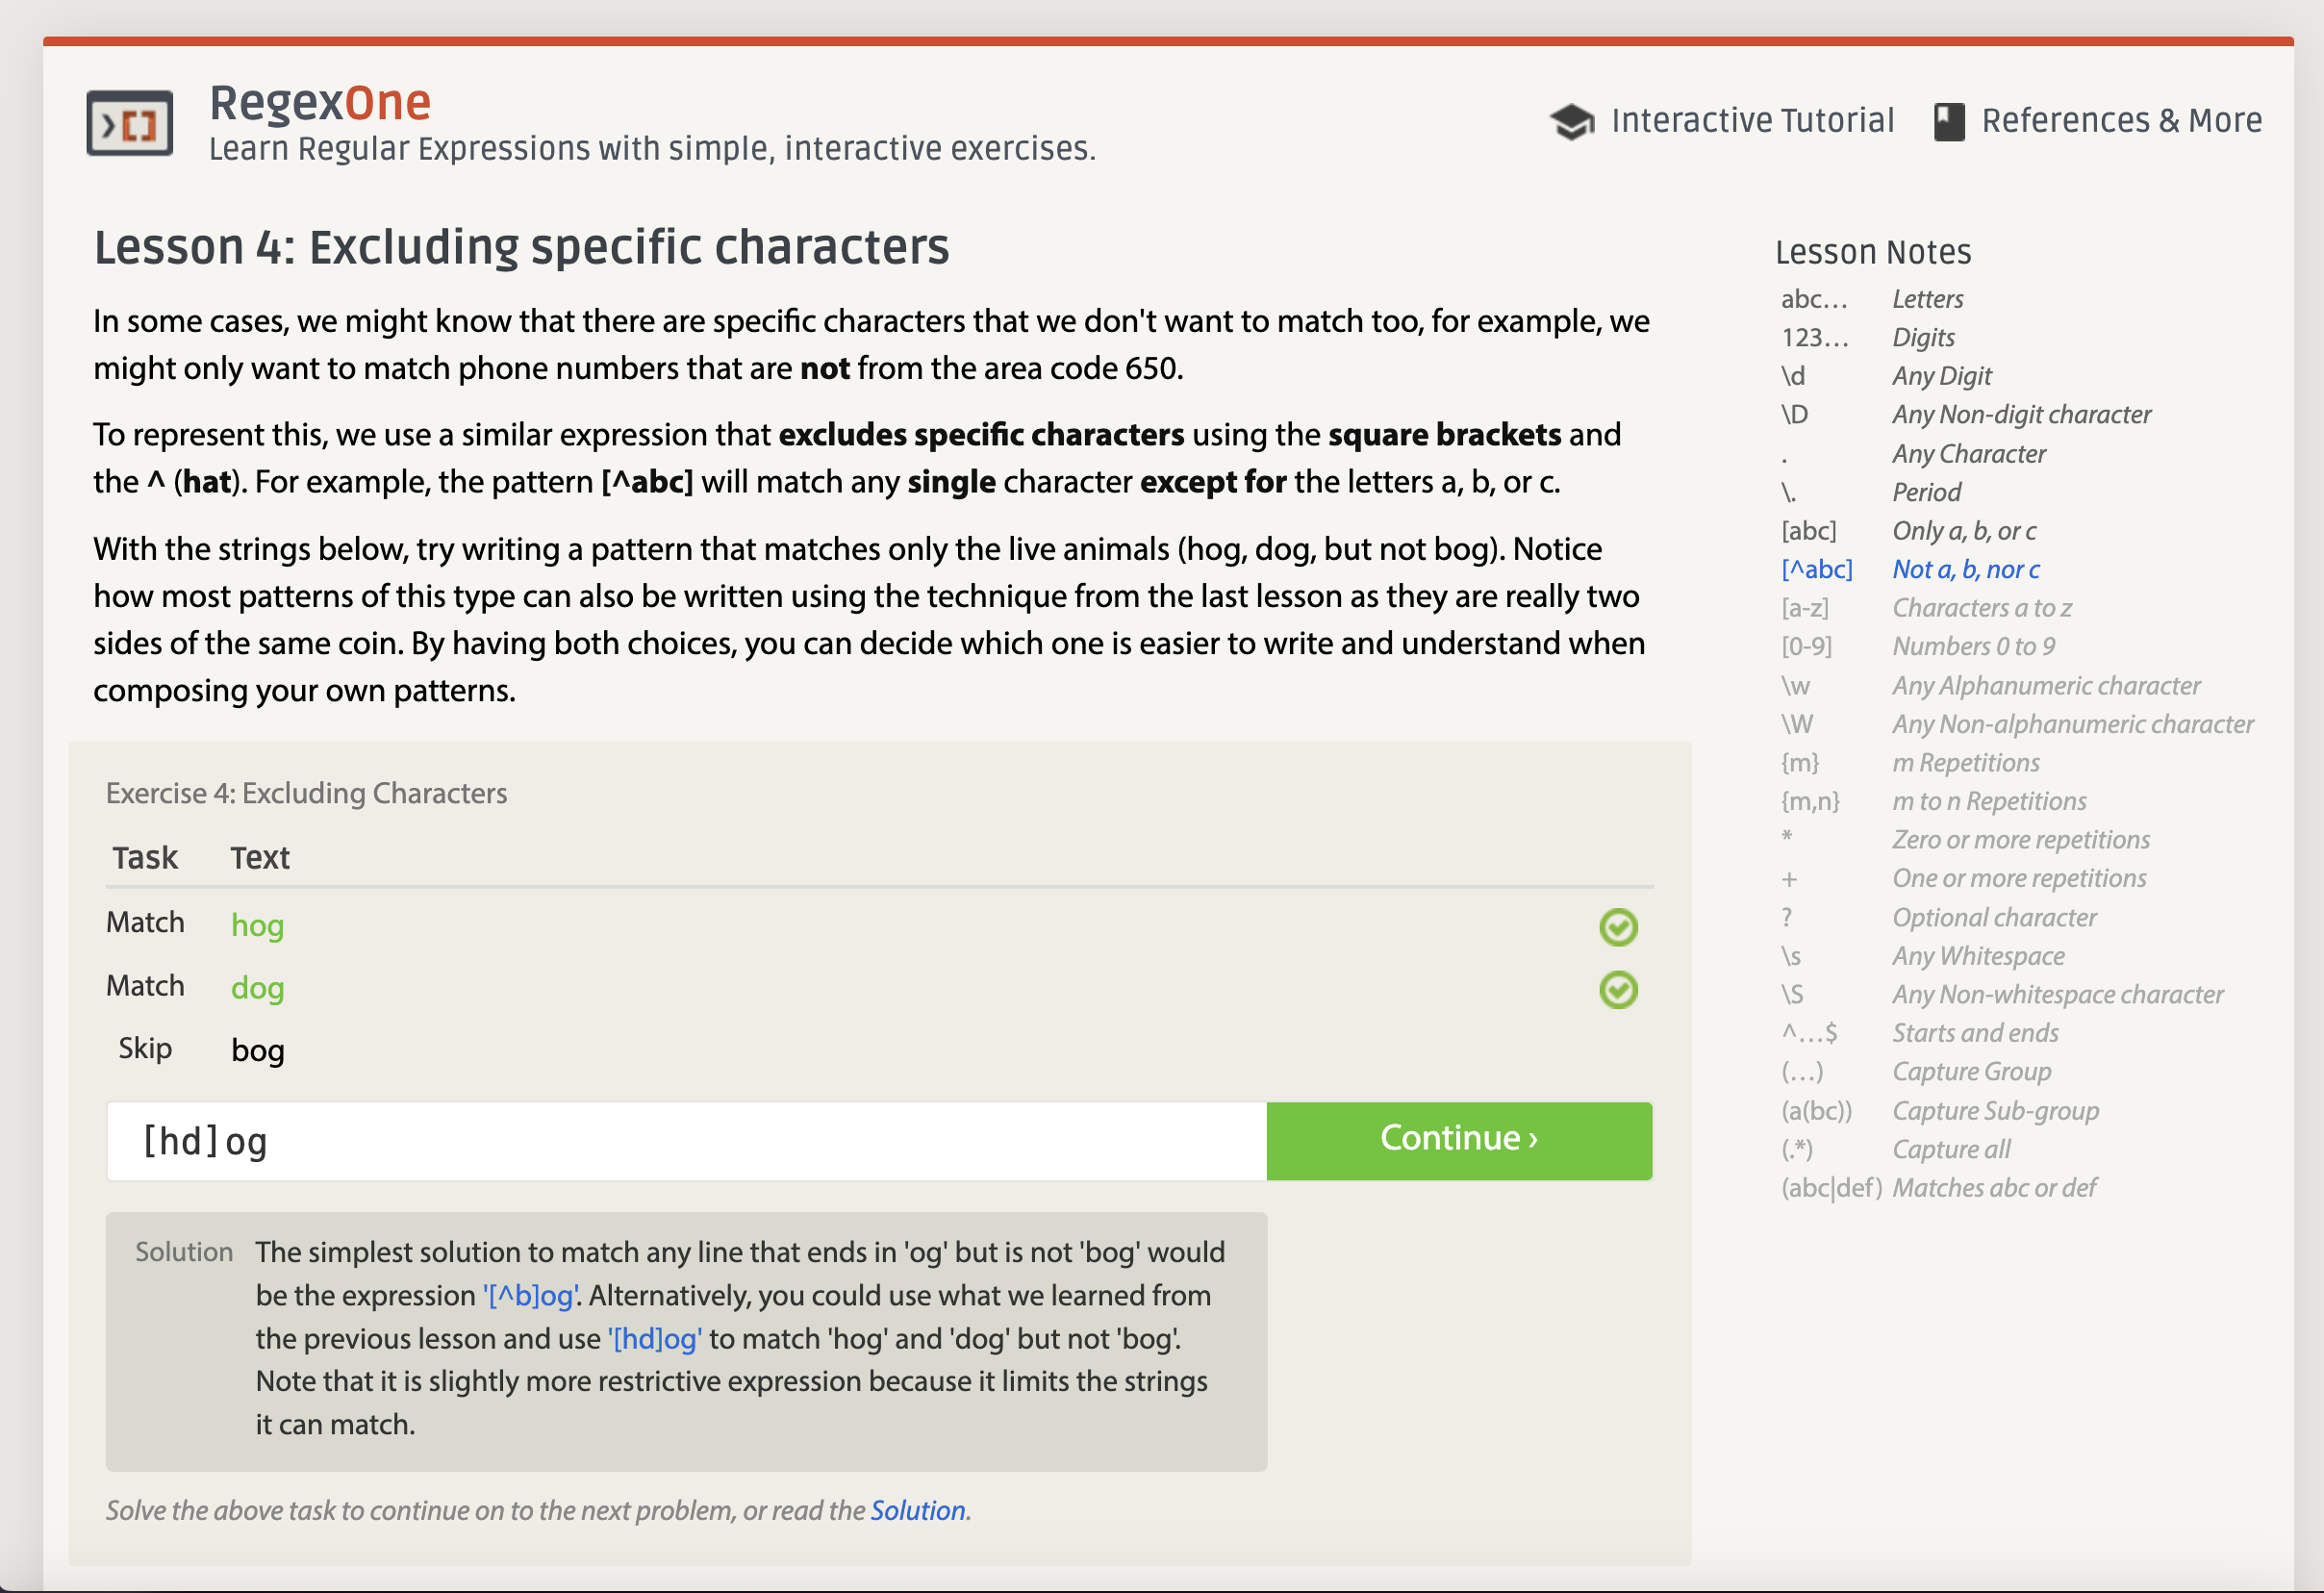 RegexOne
Learn Regular Expressions with simple, interactive exercises.
Interactive Tutorial
References & More
Lesson 4: Excluding specific characters
In some cases, we might know that there are specific characters that we don't want to match too, for example, we
might only want to match phone numbers that are not from the area code 650.
To represent this, we use a similar expression that excludes specific characters using the square brackets and
the ^ (hat). For example, the pattern [^abc] will match any single character except for the letters a, b, or c.
With the strings below, try writing a pattern that matches only the live animals (hog, dog, but not bog). Notice
how most patterns of this type can also be written using the technique from the last lesson as they are really two
sides of the same coin. By having both choices, you can decide which one is easier to write and understand when
composing your own patterns.
Exercise 4: Excluding Characters
Task Text
Match hog
Match dog
Skip bog
[hd]og
Continue ›
Solution The simplest solution to match any line that ends in 'og' but is not 'bog' would
be the expression '[^b]og'. Alternatively, you could use what we learned from
the previous lesson and use '[hd]og' to match 'hog' and 'dog' but not 'bog'.
Note that it is slightly more restrictive expression because it limits the strings
it can match.
Solve the above task to continue on to the next problem, or read the Solution.
Lesson Notes
abc… Letters
123… Digits
\d Any Digit
\D Any Non-digit character
. Any Character
\. Period
[abc] Only a, b, or c
[^abc] Not a, b, nor c
[a-z] Characters a to z
[0-9] Numbers 0 to 9
\w Any Alphanumeric character
\W Any Non-alphanumeric character
{m} m Repetitions
{m,n} m to n Repetitions
* Zero or more repetitions
+ One or more repetitions
? Optional character
\s Any Whitespace
\S Any Non-whitespace character
^…$ Starts and ends
(…) Capture Group
(a(bc)) Capture Sub-group
(.*) Capture all
(abc|def) Matches abc or def